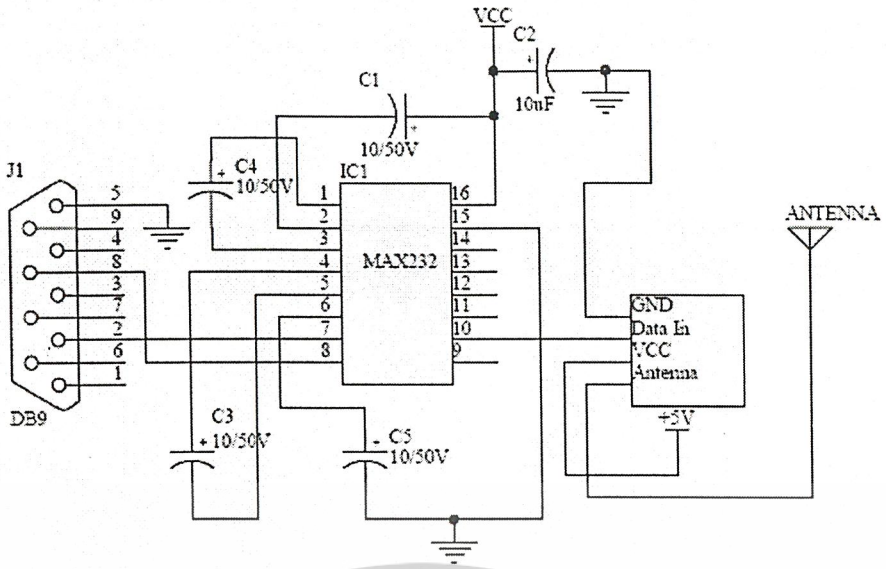 VCC
C2
+
10uF
C1
+
10/50V
J1
5
9
4
8
3
7
2
6
1
DB9
C4
+
10/50V
IC1
MAX232
1
2
3
4
5
6
7
8
16
15
14
13
12
11
10
9
C3
+
10/50V
C5
+
10/50V
ANTENNA
GND
Data In
VCC
Antenna
+5V